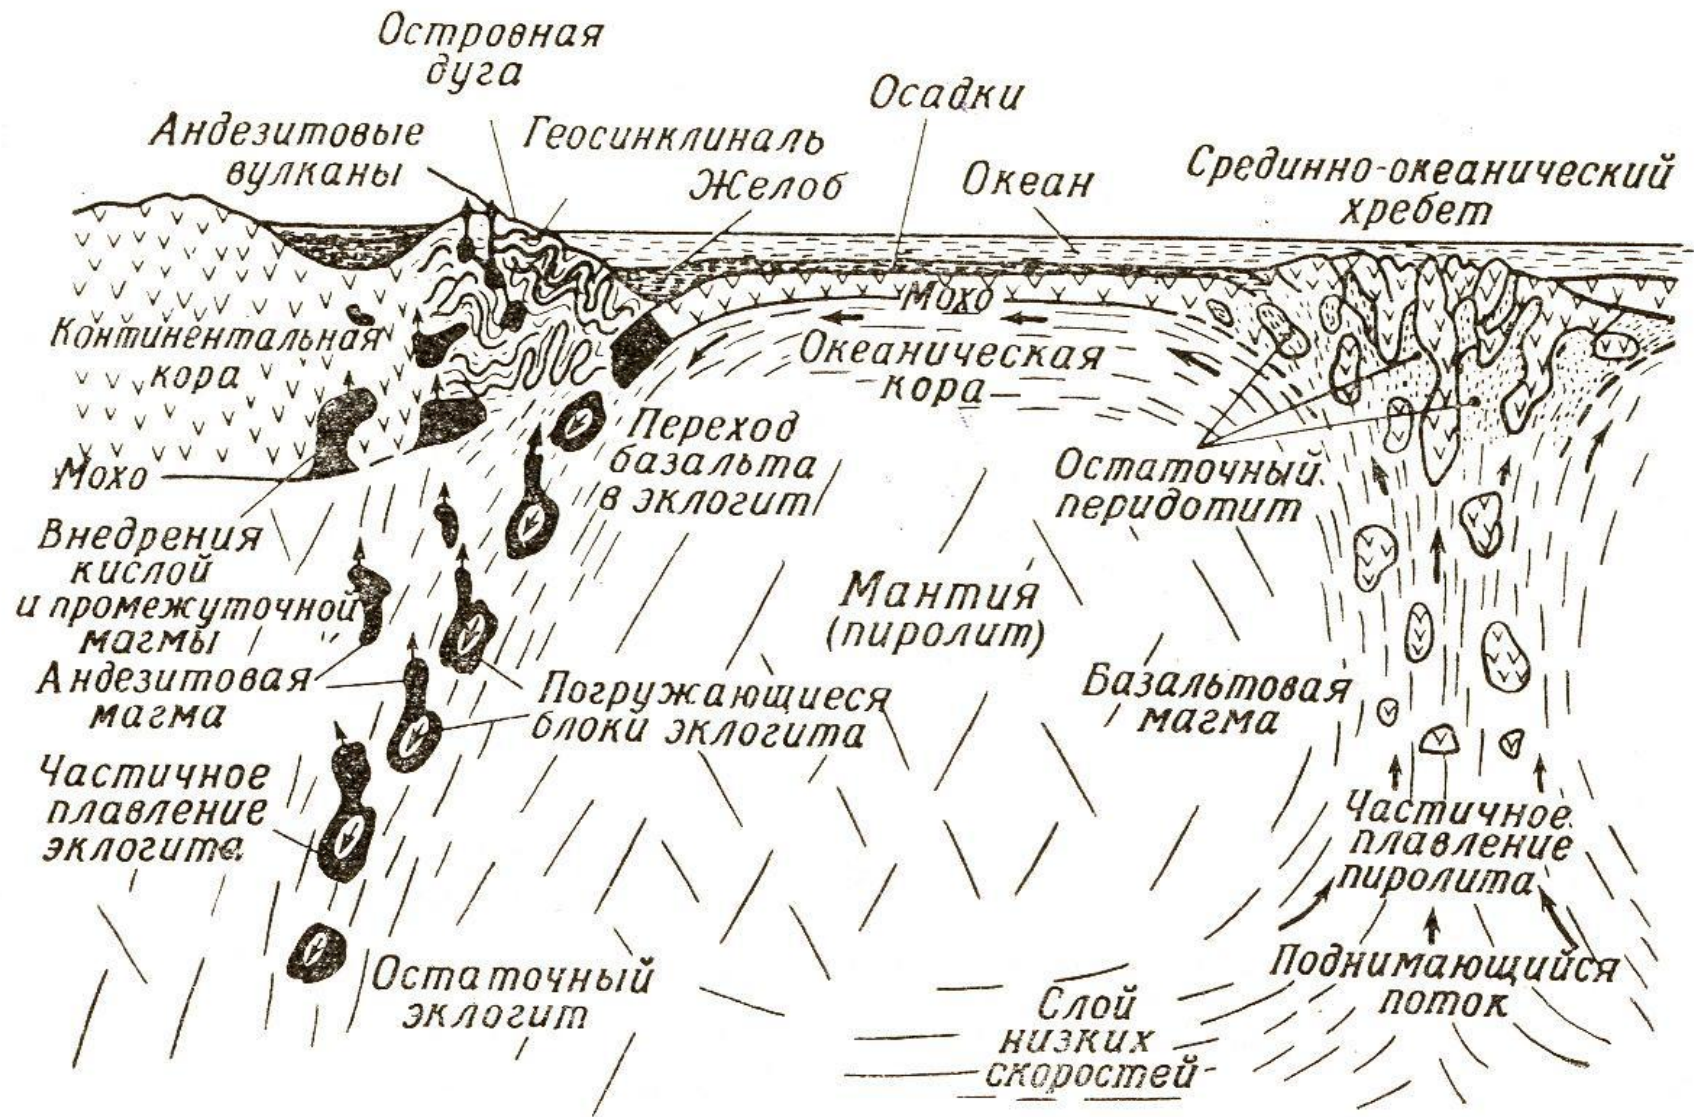 Островная
дуга
Осадки
Андезитовые
вулканы
Геосинклиналь
Желоб
Океан
Срединно-океанический
хребет
Мохо
Континентальная
кора
Океаническая
кора
Переход
базальта
в эклогит
Остаточный
перидотит
Мохо
Внедрения
кислой
и промежуточной
магмы
Мантия
(пиролит)
Андезитовая
магма
Погружающиеся
блоки эклогита
Базальтовая
магма
Частичное
плавление
эклогита
Частичное
плавление
пиролита
Остаточный
эклогит
Поднимающийся
поток
Слой
низких
скоростей